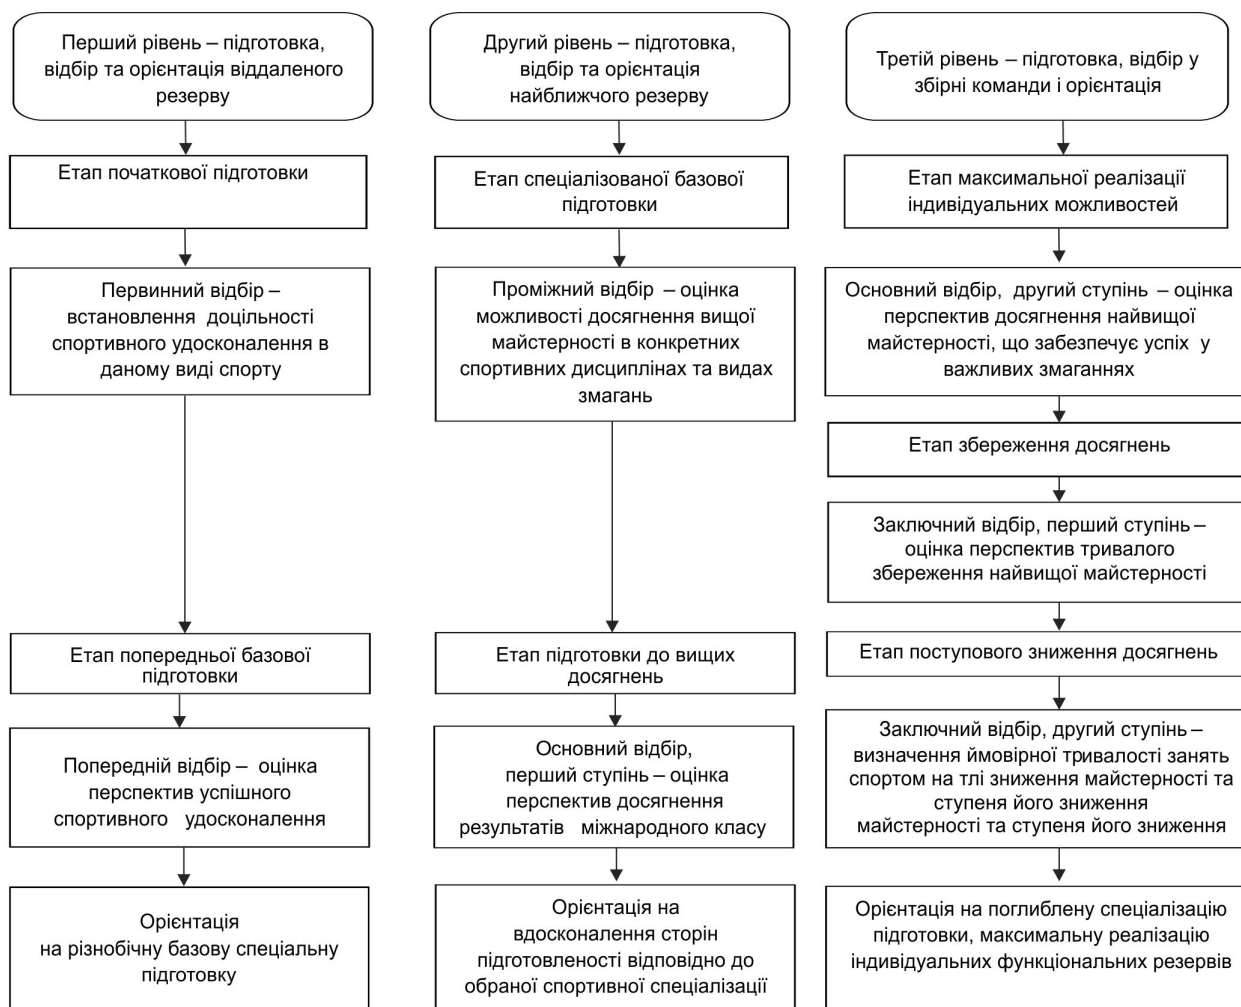 Перший рівень – підготовка,
відбір та орієнтація віддаленого
резерву
Етап початкової підготовки
Первинний відбір –
встановлення доцільності
спортивного удосконалення в
даному виді спорту
Етап попередньої базової
підготовки
Попередній відбір – оцінка
перспектив успішного
спортивного удосконалення
Орієнтація
на різнобічну базову спеціальну
підготовку
Другий рівень – підготовка,
відбір та орієнтація
найближчого резерву
Етап спеціалізованої базової
підготовки
Проміжний відбір – оцінка
можливості досягнення вищої
майстерності в конкретних
спортивних дисциплінах та видах
змагань
Етап підготовки до вищих
досягнень
Основний відбір,
перший ступінь – оцінка
перспектив досягнення
результатів міжнародного класу
Орієнтація на
вдосконалення сторін
підготовленості відповідно до
обраної спортивної спеціалізації
Третій рівень – підготовка, відбір у
збірні команди і орієнтація
Етап максимальної реалізації
індивідуальних можливостей
Основний відбір, другий ступінь – оцінка
перспектив досягнення найвищої
майстерності, що забезпечує успіх у
важливих змаганнях
Етап збереження досягнень
Заключний відбір, перший ступінь –
оцінка перспектив тривалого
збереження найвищої майстерності
Етап поступового зниження досягнень
Заключний відбір, другий ступінь –
визначення ймовірної тривалості занять
спортом на тлі зниження майстерності та
ступеня його зниження
майстерності та ступеня його зниження
Орієнтація на поглиблену спеціалізацію
підготовки, максимальну реалізацію
індивідуальних функціональних резервів